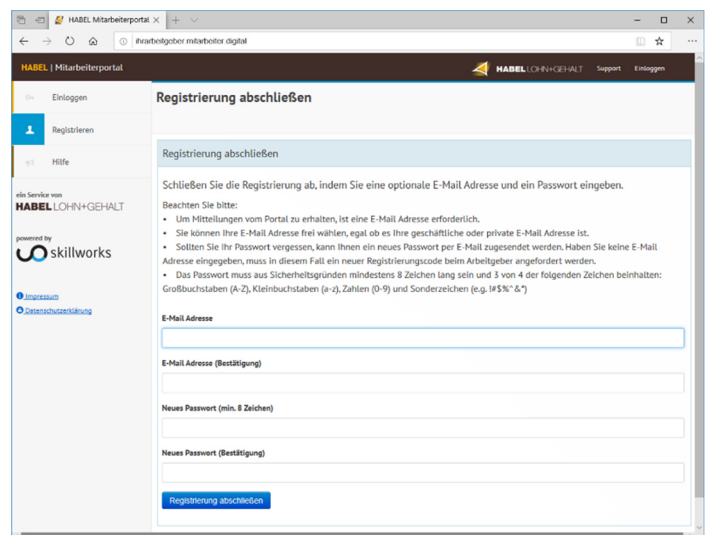 HABEL Mitarbeiterportal
ihrarbeitgeber mitarbeiter digital
HABEL | Mitarbeiterportal
HABEL LOHN+GEHALT Support Einloggen
Einloggen
Registrieren
Hilfe
ein Service von
HABEL LOHN+GEHALT
powered by
skillworks
Impressum
Datenschutzerklärung
Registrierung abschließen
Registrierung abschließen
Schließen Sie die Registrierung ab, indem Sie eine optionale E-Mail Adresse und ein Passwort eingeben.
Beachten Sie bitte:
• Um Mitteilungen vom Portal zu erhalten, ist eine E-Mail Adresse erforderlich.
• Sie können Ihre E-Mail Adresse frei wählen, egal ob es Ihre geschäftliche oder private E-Mail Adresse ist.
• Sollten Sie Ihr Passwort vergessen, kann Ihnen ein neues Passwort per E-Mail zugesendet werden. Haben Sie keine E-Mail
Adresse eingegeben, muss in diesem Fall ein neuer Registrierungscode beim Arbeitgeber angefordert werden.
• Das Passwort muss aus Sicherheitsgründen mindestens 8 Zeichen lang sein und 3 von 4 der folgenden Zeichen beinhalten:
Großbuchstaben (A-Z), Kleinbuchstaben (a-z), Zahlen (0-9) und Sonderzeichen (e.g. !#$%^&*)
E-Mail Adresse
E-Mail Adresse (Bestätigung)
Neues Passwort (min. 8 Zeichen)
Neues Passwort (Bestätigung)
Registrierung abschließen